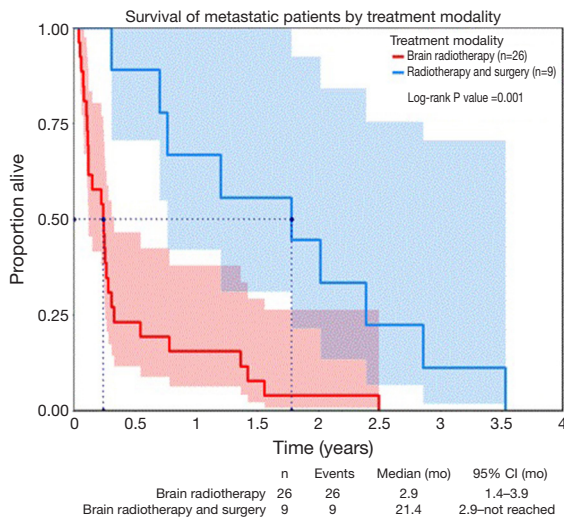 Survival of metastatic patients by treatment modality
Treatment modality
Brain radiotherapy (n=26)
Radiotherapy and surgery (n=9)
Log-rank P value =0.001
Proportion alive
1.00
0.75
0.50
0.25
0.00
0 0.5 1 1.5 2 2.5 3 3.5 4
Time (years)
n Events Median (mo) 95% CI (mo)
Brain radiotherapy 26 26 2.9 1.4–3.9
Brain radiotherapy and surgery 9 9 21.4 2.9–not reached